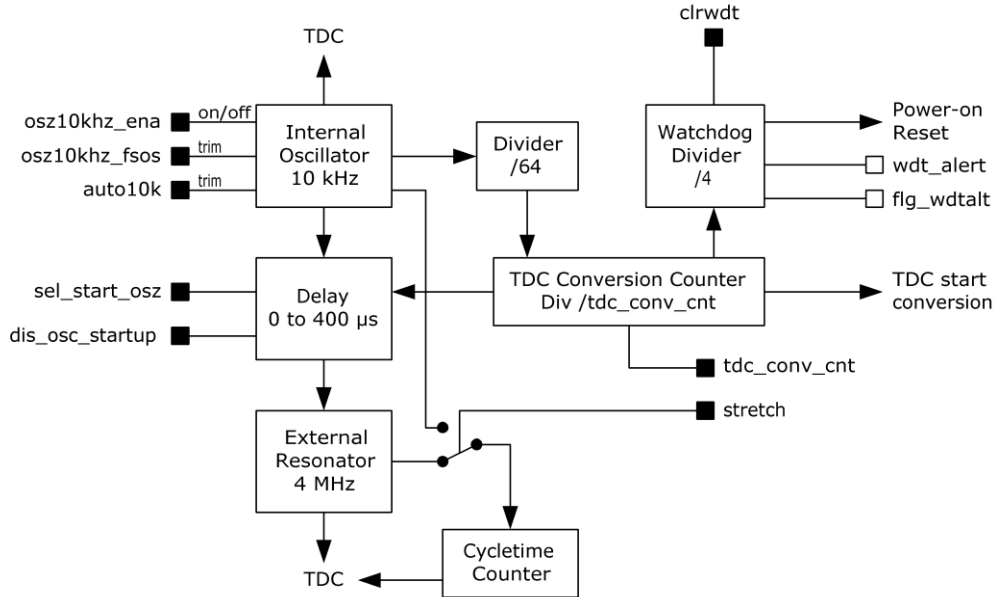 clrwdt
TDC
osz10khz_ena
on/off
osz10khz_fsos
trim
auto10k
trim
Internal
Oscillator
10 kHz
Divider
/64
Watchdog
Divider
/4
Power-on
Reset
wdt_alert
flg_wdtalt
sel_start_osz
dis_osc_startup
Delay
0 to 400 µs
TDC Conversion Counter
Div /tdc_conv_cnt
TDC start
conversion
tdc_conv_cnt
stretch
External
Resonator
4 MHz
Cycletime
Counter
TDC